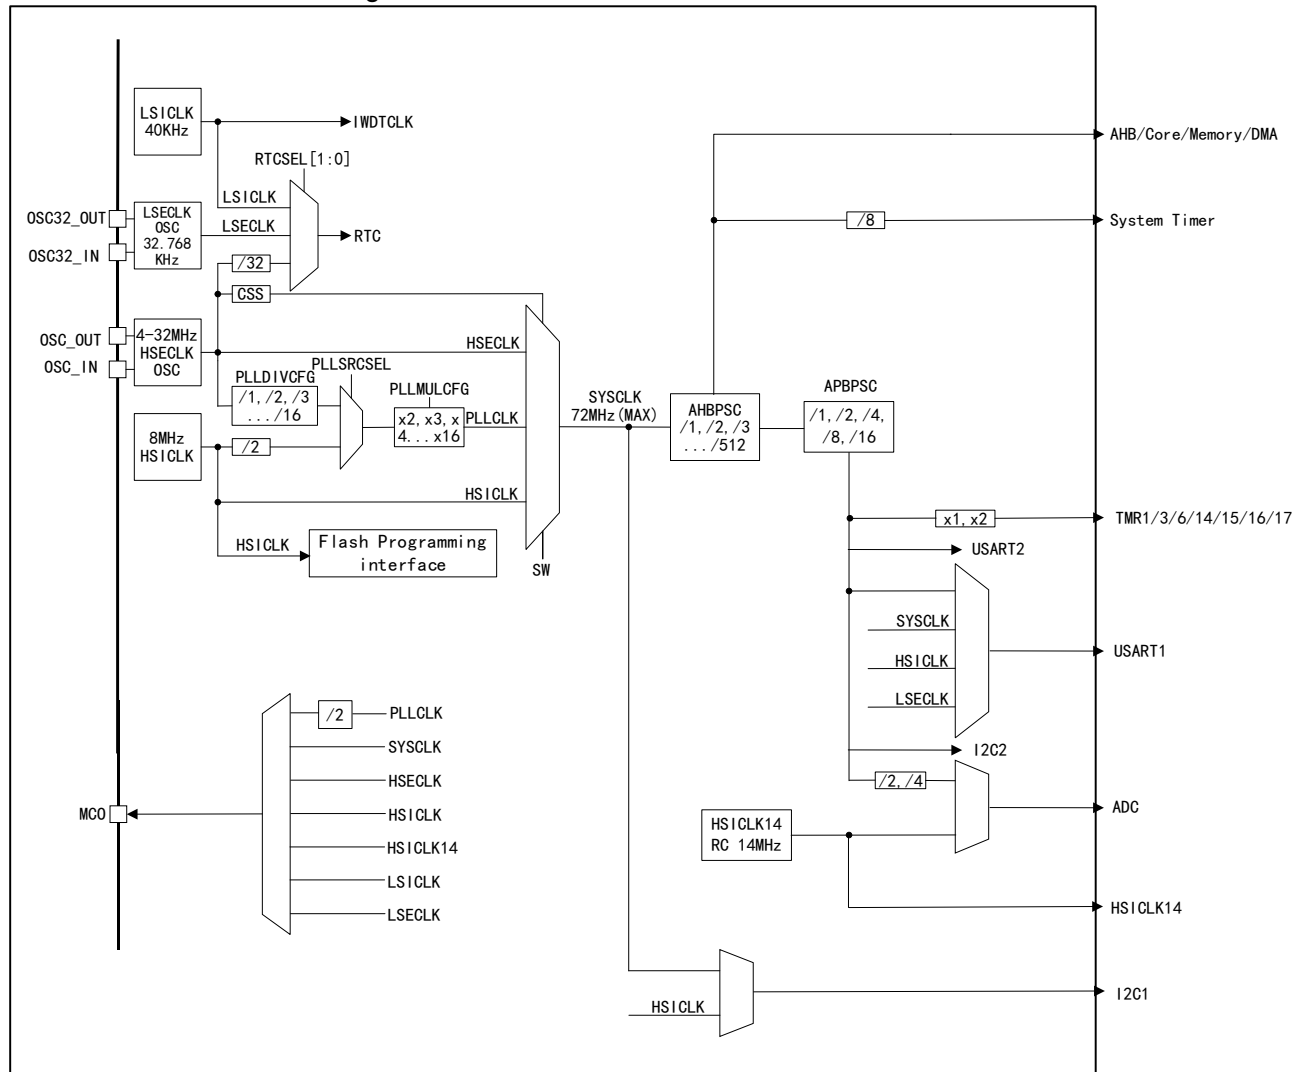 LSICLK
40KHz
IWDTCLK
AHB/Core/Memory/DMA
RTCSEL[1:0]
LSICLK
OSC32_OUT
LSECLK
OSC
32.768
KHz
LSECLK
RTC
/8
System Timer
OSC32_IN
/32
CSS
OSC_OUT
4-32MHz
HSECLK
OSC
HSECLK
OSC_IN
PLLSRCSEL
PLLDIVCFG
/1,/2,/3
.../16
PLLMULCFG
x2,x3,x
4...x16
PLLCLK
SYSCLK
72MHz(MAX)
AHBPSC
/1,/2,/3
.../512
APBPSC
/1,/2,/4,
/8,/16
8MHz
HSICLK
/2
HSICLK
x1,x2
TMR1/3/6/14/15/16/17
HSICLK
Flash Programming
interface
SW
USART2
SYSCLK
HSICLK
LSECLK
USART1
/2
PLLCLK
SYSCLK
HSECLK
HSICLK
HSICLK14
LSICLK
LSECLK
MCO
I2C2
/2,/4
ADC
HSICLK14
RC 14MHz
HSICLK14
HSICLK
I2C1